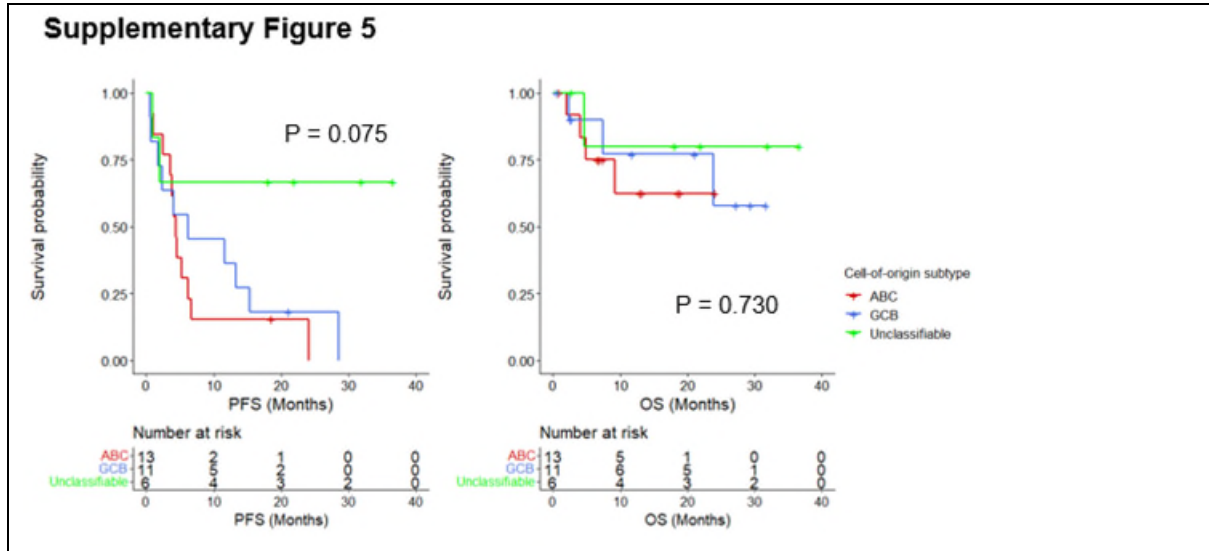 Supplementary Figure 5
1.00
0.75
0.50
0.25
0.00
Survival probability
P = 0.075
0 10 20 30 40
PFS (Months)
Number at risk
ABC 13 2 1 0 0
GCB 11 5 2 0 0
Unclassifiable 6 4 3 2 0
0 10 20 30 40
PFS (Months)
1.00
0.75
0.50
0.25
0.00
Survival probability
P = 0.730
0 10 20 30 40
OS (Months)
Number at risk
ABC 13 5 1 0 0
GCB 11 6 5 1 0
Unclassifiable 6 4 3 2 0
0 10 20 30 40
OS (Months)
Cell-of-origin subtype
ABC
GCB
Unclassifiable